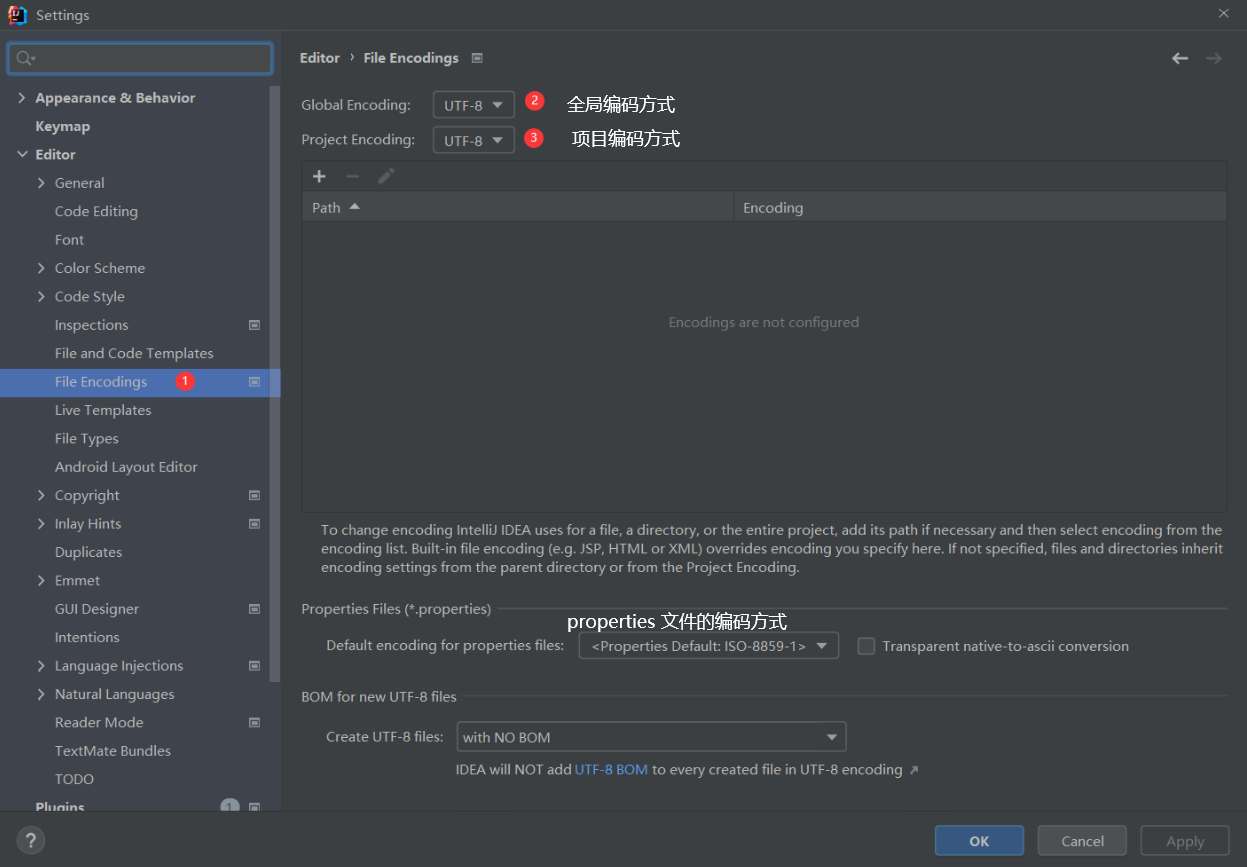 Settings
Editor › File Encodings
Appearance & Behavior
Keymap
Editor
General
Code Editing
Font
Color Scheme
Code Style
Inspections
File and Code Templates
File Encodings 1
Live Templates
File Types
Android Layout Editor
Copyright
Inlay Hints
Duplicates
Emmet
GUI Designer
Intentions
Language Injections
Natural Languages
Reader Mode
TextMate Bundles
TODO
Plugins 1
Global Encoding: UTF-8 2 全局编码方式
Project Encoding: UTF-8 3 项目编码方式
Path Encoding
Encodings are not configured
To change encoding IntelliJ IDEA uses for a file, a directory, or the entire project, add its path if necessary and then select encoding from the
encoding list. Built-in file encoding (e.g. JSP, HTML or XML) overrides encoding you specify here. If not specified, files and directories inherit
encoding settings from the parent directory or from the Project Encoding.
Properties Files (*.properties)
properties 文件的编码方式
Default encoding for properties files: <Properties Default: ISO-8859-1> Transparent native-to-ascii conversion
BOM for new UTF-8 files
Create UTF-8 files: with NO BOM
IDEA will NOT add UTF-8 BOM to every created file in UTF-8 encoding ↗
? OK Cancel Apply